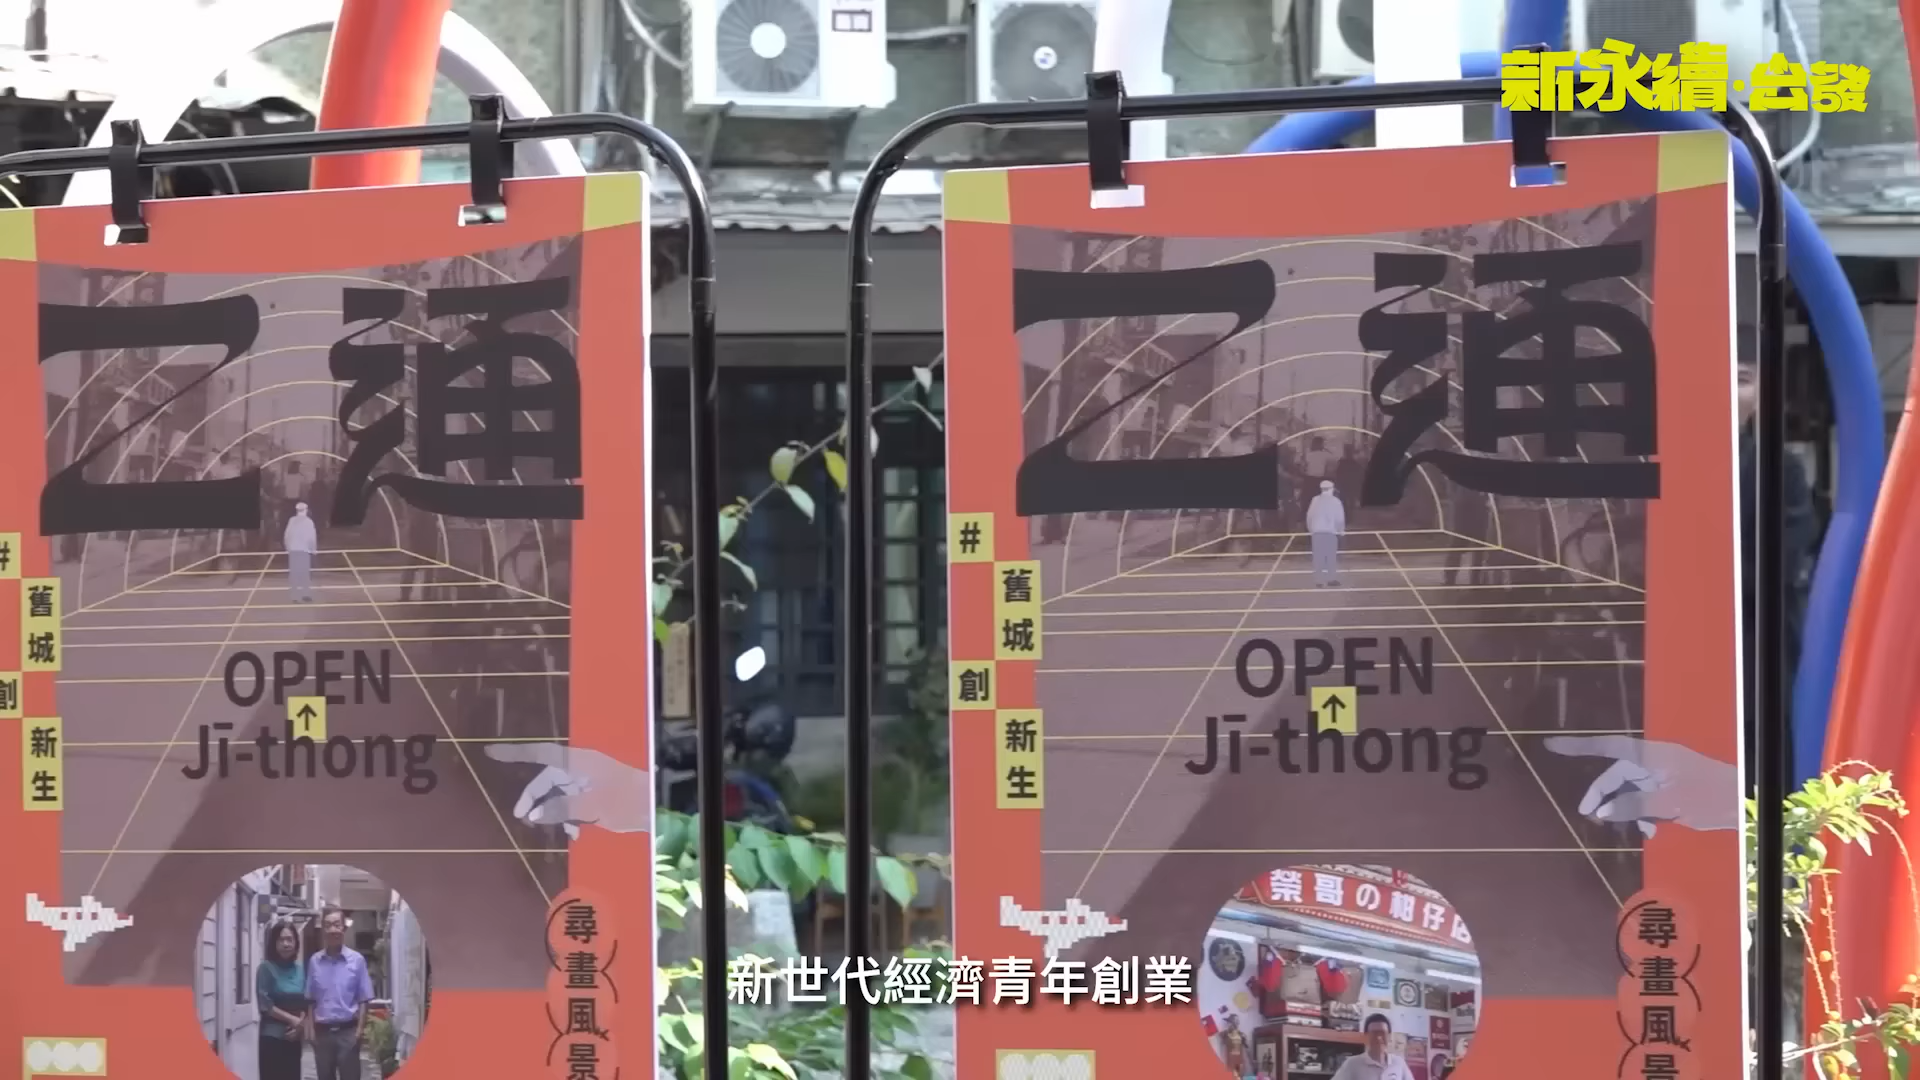 新永續·台發
乙通
#
舊城
創
新生
OPEN
↑
Jī-thong
尋畫風景
乙通
#
舊城
創
新生
OPEN
↑
Jī-thong
榮哥の柑仔店
尋畫風景
新世代經濟青年創業